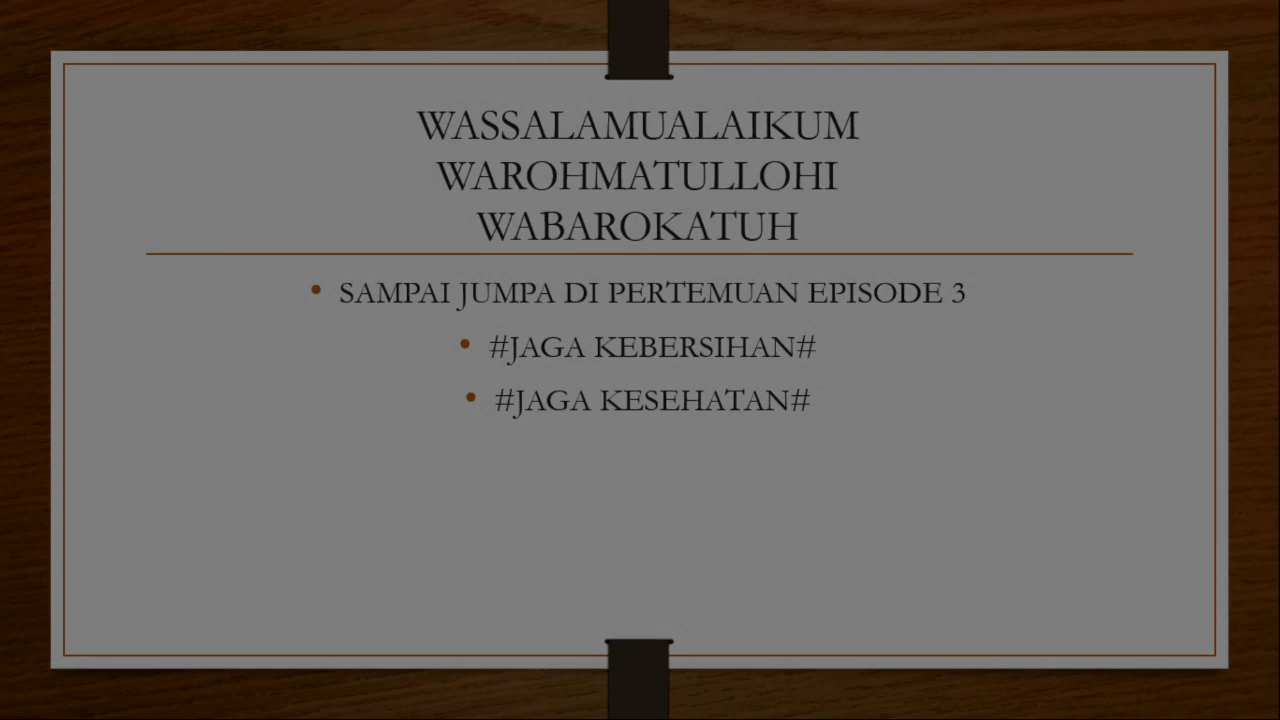 WASSALAMUALAIKUM
WAROHMATULLOHI
WABAROKATUH
• SAMPAI JUMPA DI PERTEMUAN EPISODE 3
• #JAGA KEBERSIHAN#
• #JAGA KESEHATAN#